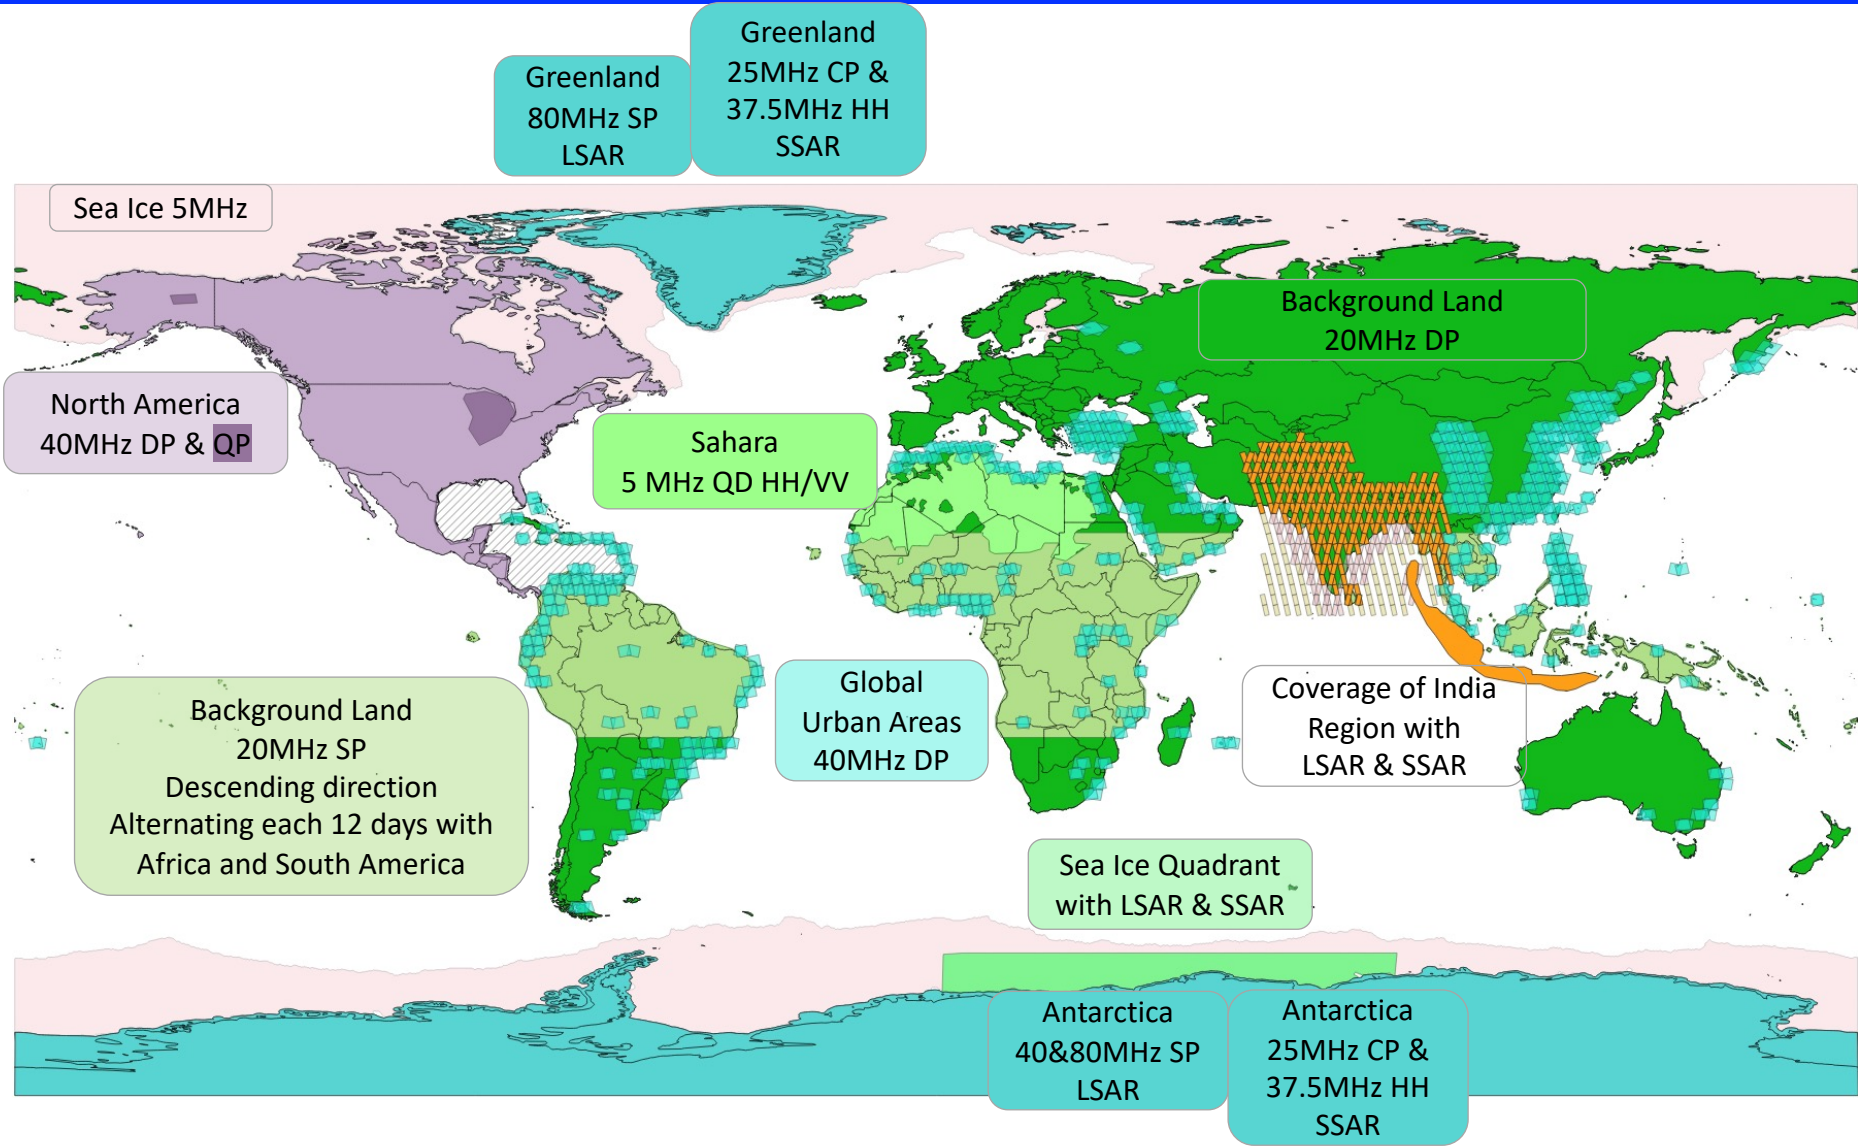 Greenland
80MHz SP
LSAR
Greenland
25MHz CP &
37.5MHz HH
SSAR
Sea Ice 5MHz
Background Land
20MHz DP
North America
40MHz DP & QP
Sahara
5 MHz QD HH/VV
Background Land
20MHz SP
Descending direction
Alternating each 12 days with
Africa and South America
Global
Urban Areas
40MHz DP
Coverage of India
Region with
LSAR & SSAR
Sea Ice Quadrant
with LSAR & SSAR
Antarctica
40&80MHz SP
LSAR
Antarctica
25MHz CP &
37.5MHz HH
SSAR